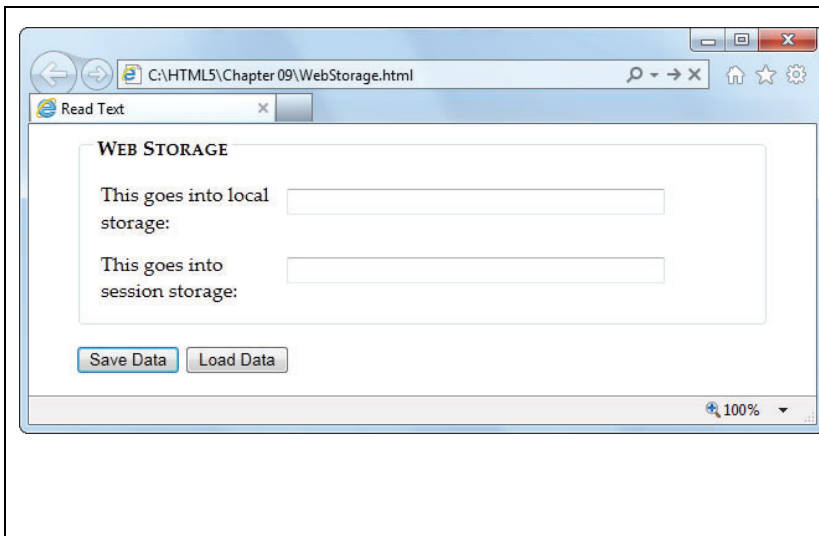 C:\HTML5\Chapter 09\WebStorage.html
Read Text
WEB STORAGE
This goes into local
storage:
This goes into
session storage:
Save Data Load Data
100%